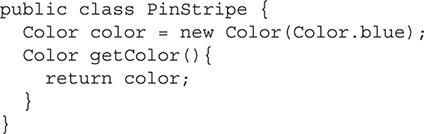 public class PinStripe {
  Color color = new Color(Color.blue);
  Color getColor(){
    return color;
  }
}